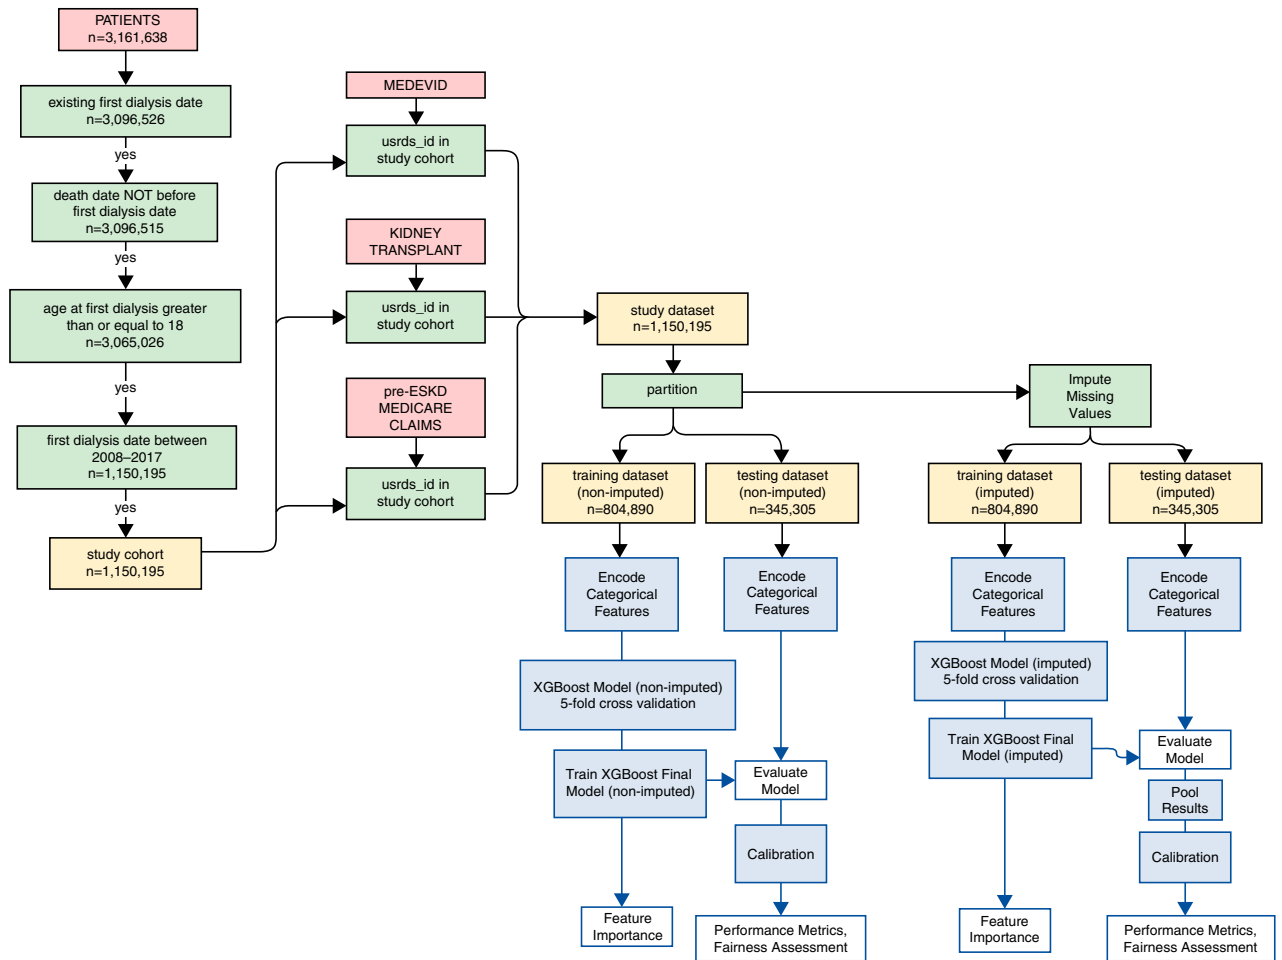 PATIENTS
n=3,161,638
existing first dialysis date
n=3,096,526
yes
death date NOT before
first dialysis date
n=3,096,515
yes
age at first dialysis greater
than or equal to 18
n=3,065,026
yes
first dialysis date between
2008–2017
n=1,150,195
yes
study cohort
n=1,150,195
MEDEVID
usrds_id in
study cohort
KIDNEY
TRANSPLANT
usrds_id in
study cohort
pre-ESKD
MEDICARE
CLAIMS
usrds_id in
study cohort
study dataset
n=1,150,195
partition
Impute
Missing
Values
training dataset
(non-imputed)
n=804,890
testing dataset
(non-imputed)
n=345,305
training dataset
(imputed)
n=804,890
testing dataset
(imputed)
n=345,305
Encode
Categorical
Features
Encode
Categorical
Features
Encode
Categorical
Features
Encode
Categorical
Features
XGBoost Model (non-imputed)
5-fold cross validation
XGBoost Model (imputed)
5-fold cross validation
Train XGBoost Final
Model (non-imputed)
Evaluate
Model
Train XGBoost Final
Model (imputed)
Evaluate
Model
Pool
Results
Calibration
Calibration
Feature
Importance
Performance Metrics,
Fairness Assessment
Feature
Importance
Performance Metrics,
Fairness Assessment